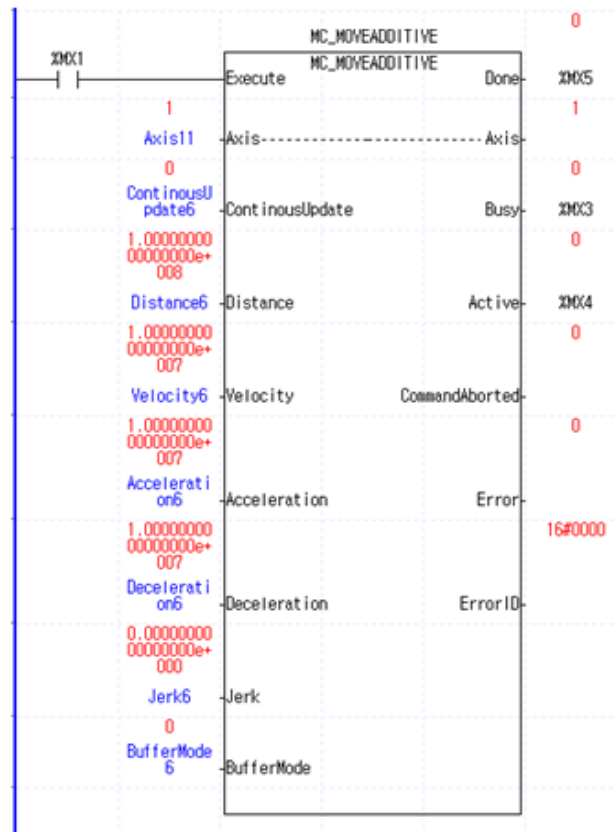 0
MC_MOVEADDITIVE
%MX1
MC_MOVEADDITIVE
Execute
Done
%MX5
1
1
Axis11
Axis
Axis
0
0
ContinousU
pdate6
ContinousUpdate
Busy
%MX3
1.00000000
00000000e+
008
0
Distance6
Distance
Active
%MX4
1.00000000
00000000e+
007
0
Velocity6
Velocity
CommandAborted
1.00000000
00000000e+
007
0
Accelerati
on6
Acceleration
Error
1.00000000
00000000e+
007
16#0000
Decelerati
on6
Deceleration
ErrorID
0.00000000
00000000e+
000
Jerk6
Jerk
0
BufferMode
6
BufferMode